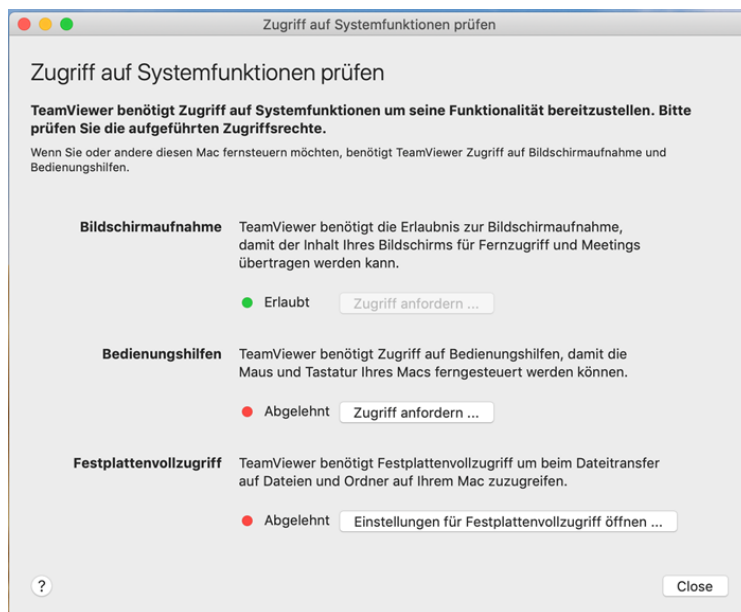 Zugriff auf Systemfunktionen prüfen
Zugriff auf Systemfunktionen prüfen
TeamViewer benötigt Zugriff auf Systemfunktionen um seine Funktionalität bereitzustellen. Bitte
prüfen Sie die aufgeführten Zugriffsrechte.
Wenn Sie oder andere diesen Mac fernsteuern möchten, benötigt TeamViewer Zugriff auf Bildschirmaufnahme und
Bedienungshilfen.
Bildschirmaufnahme TeamViewer benötigt die Erlaubnis zur Bildschirmaufnahme,
damit der Inhalt Ihres Bildschirms für Fernzugriff und Meetings
übertragen werden kann.
Erlaubt Zugriff anfordern ...
Bedienungshilfen TeamViewer benötigt Zugriff auf Bedienungshilfen, damit die
Maus und Tastatur Ihres Macs ferngesteuert werden können.
Abgelehnt Zugriff anfordern ...
Festplattenvollzugriff TeamViewer benötigt Festplattenvollzugriff um beim Dateitransfer
auf Dateien und Ordner auf Ihrem Mac zuzugreifen.
Abgelehnt Einstellungen für Festplattenvollzugriff öffnen ...
? Close